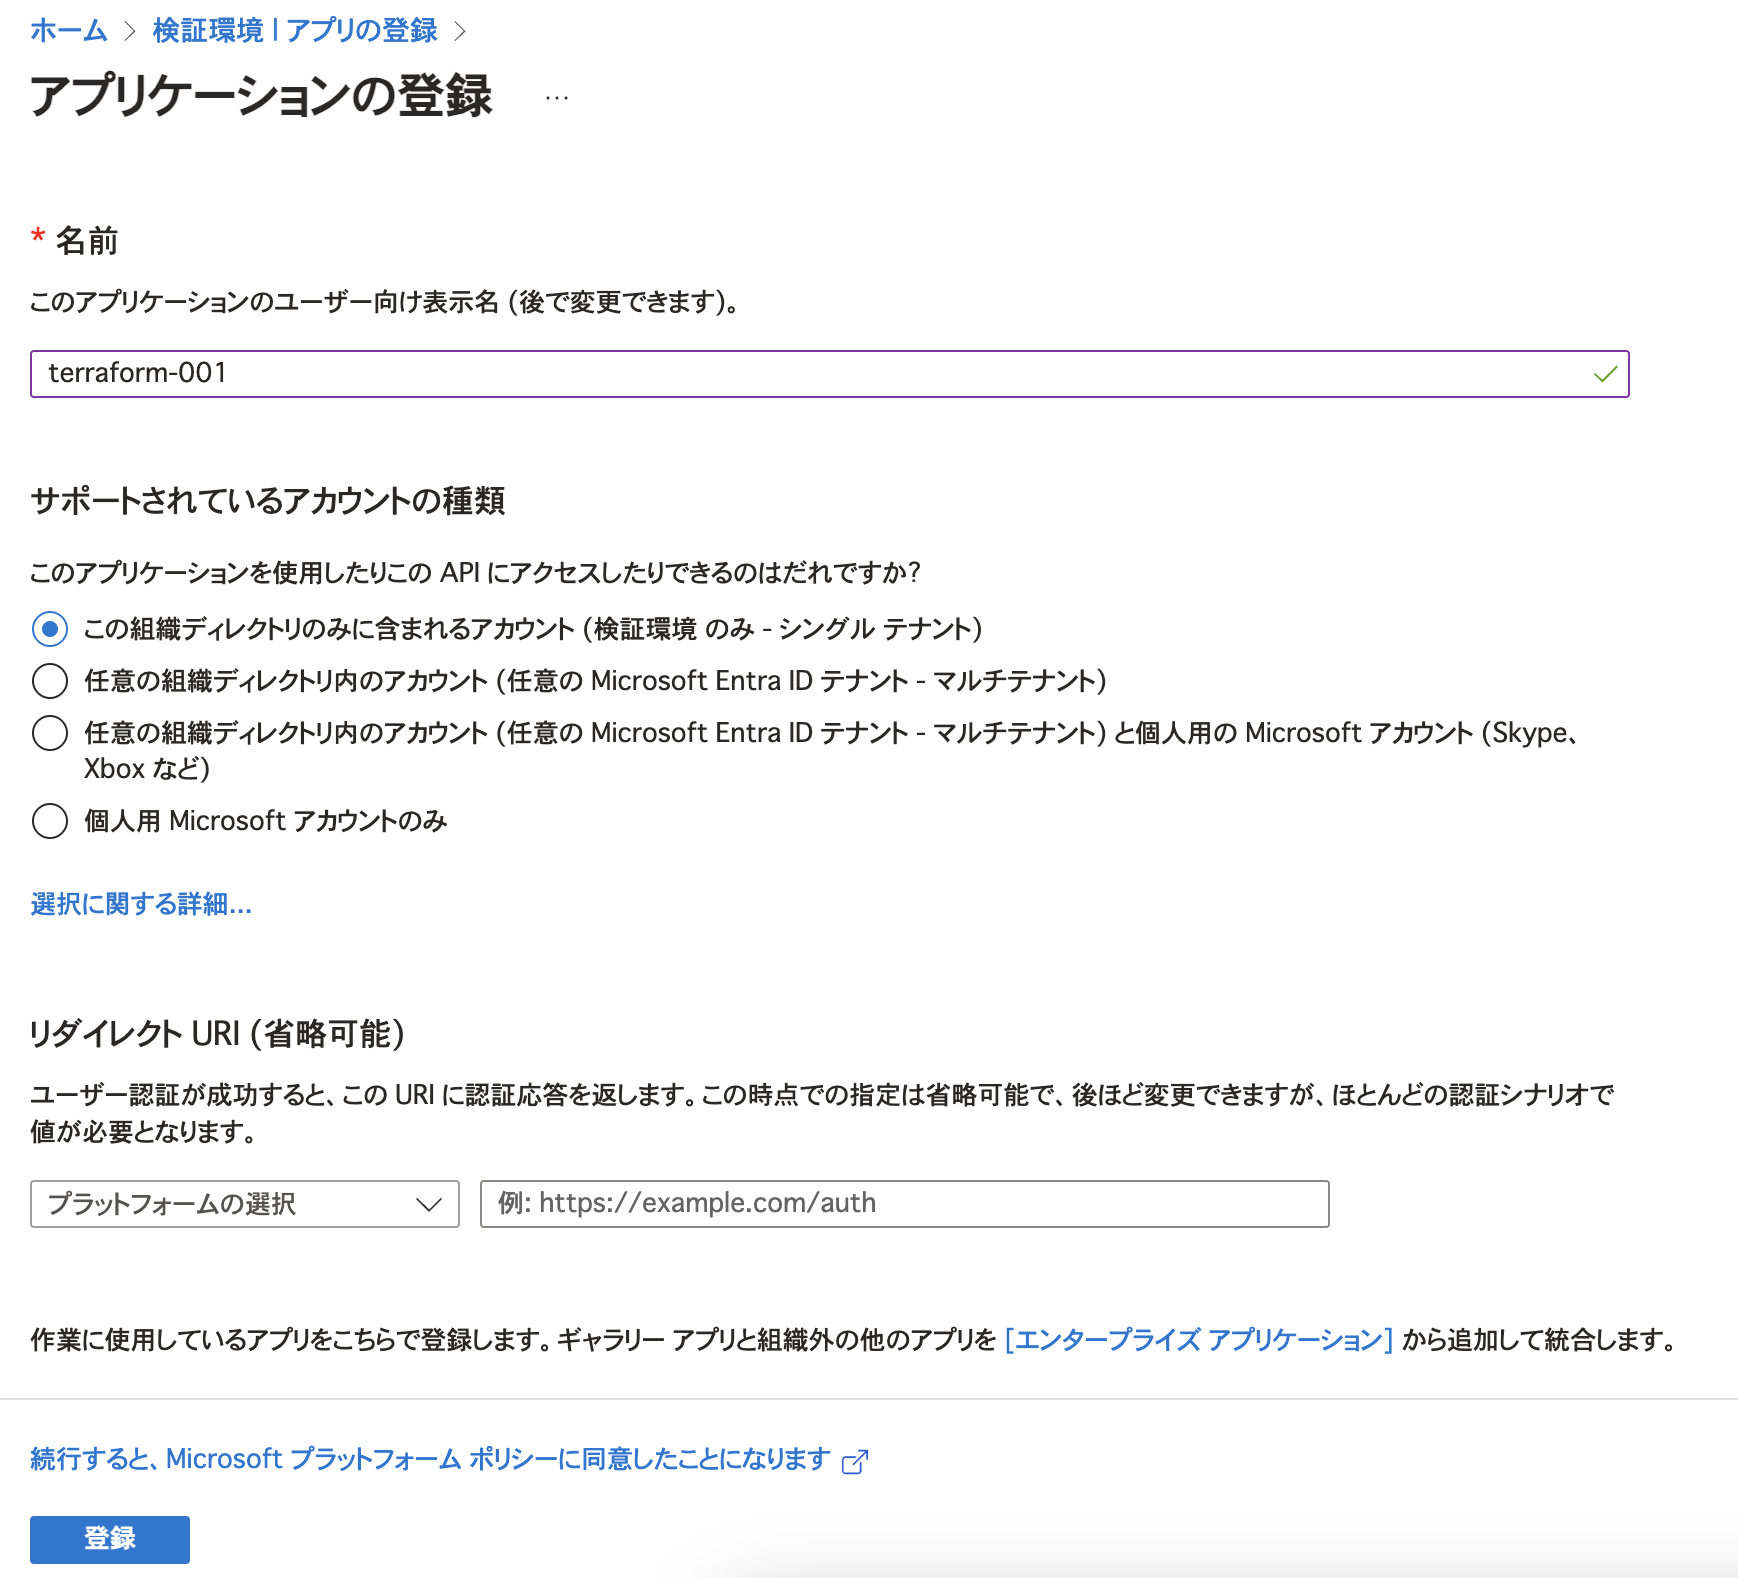 ホーム > 検証環境 | アプリの登録 >
アプリケーションの登録 …
* 名前
このアプリケーションのユーザー向け表示名 (後で変更できます)。
terraform-001
サポートされているアカウントの種類
このアプリケーションを使用したりこの API にアクセスしたりできるのはだれですか?
この組織ディレクトリのみに含まれるアカウント (検証環境 のみ - シングル テナント)
任意の組織ディレクトリ内のアカウント (任意の Microsoft Entra ID テナント - マルチテナント)
任意の組織ディレクトリ内のアカウント (任意の Microsoft Entra ID テナント - マルチテナント) と個人用の Microsoft アカウント (Skype、
Xbox など)
個人用 Microsoft アカウントのみ
選択に関する詳細...
リダイレクト URI (省略可能)
ユーザー認証が成功すると、この URI に認証応答を返します。この時点での指定は省略可能で、後ほど変更できますが、ほとんどの認証シナリオで
値が必要となります。
プラットフォームの選択 例: https://example.com/auth
作業に使用しているアプリをこちらで登録します。ギャラリー アプリと組織外の他のアプリを [エンタープライズ アプリケーション] から追加して統合します。
続行すると、Microsoft プラットフォーム ポリシーに同意したことになります
登録